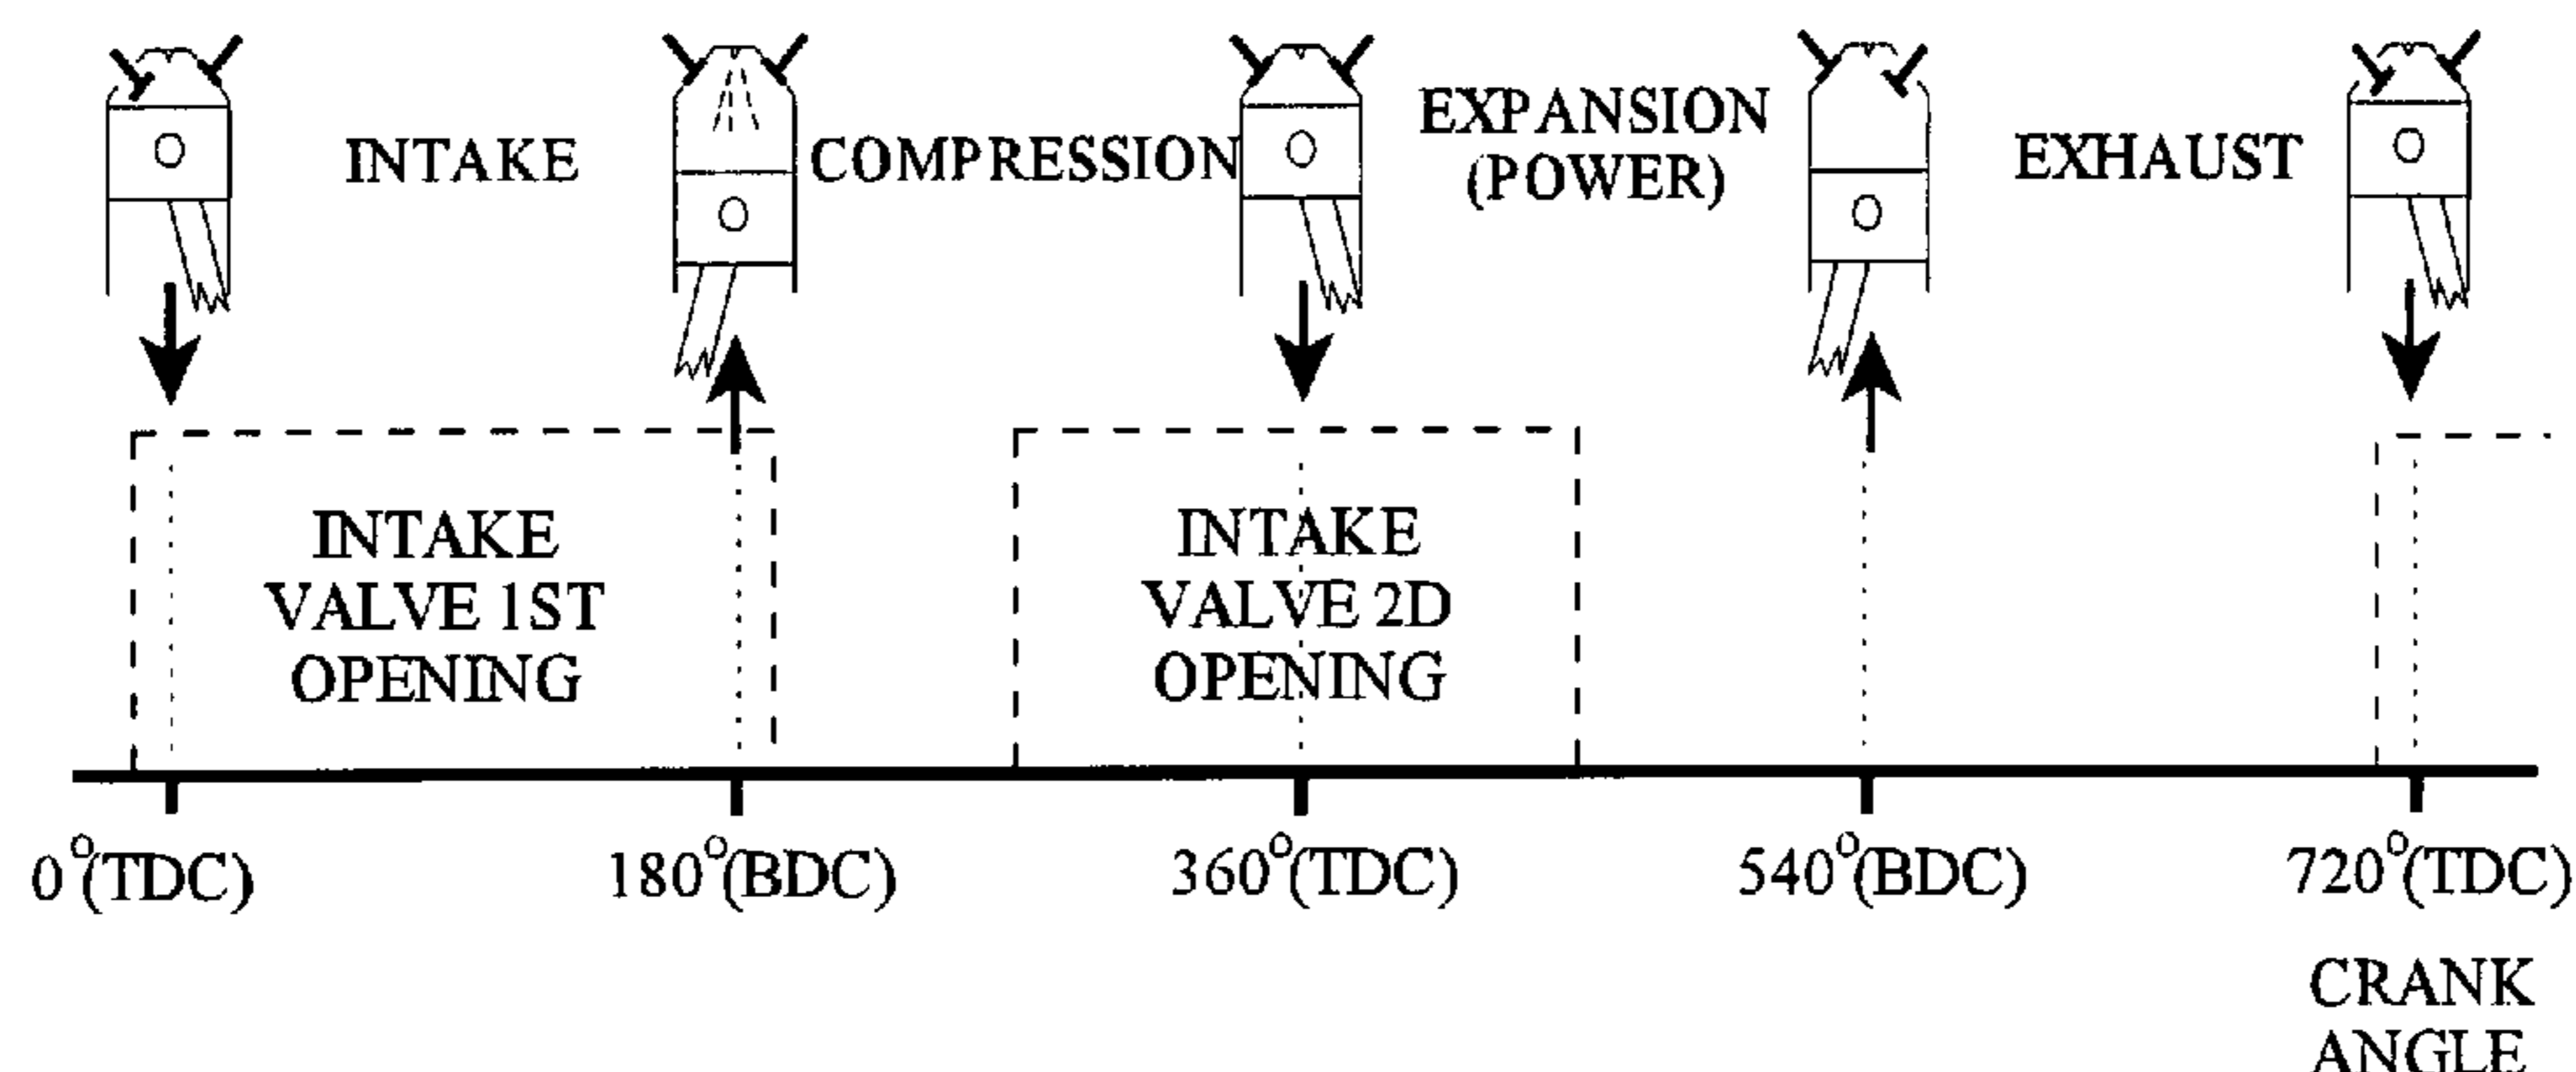 INTAKE
COMPRESSION
EXPANSION
(POWER)
EXHAUST
INTAKE
VALVE 1ST
OPENING
INTAKE
VALVE 2D
OPENING
0°(TDC)
180°(BDC)
360°(TDC)
540°(BDC)
720°(TDC)
CRANK
ANGLE